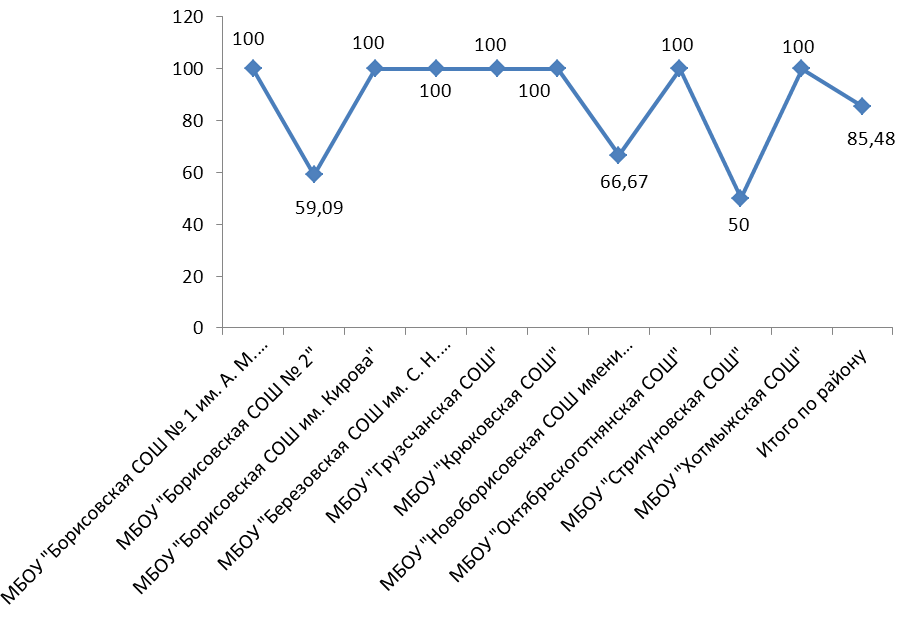 120
100
80
60
40
20
0
100
59,09
100
100
100
100
66,67
100
50
100
85,48
МБОУ "Борисовская СОШ № 1 им. А. М....
МБОУ "Борисовская СОШ № 2"
МБОУ "Борисовская СОШ им. Кирова"
МБОУ "Березовская СОШ им. С. Н....
МБОУ "Грузсчанская СОШ"
МБОУ "Крюковская СОШ"
МБОУ "Новоборисовская СОШ имени...
МБОУ "Октябрьскоготнянская СОШ"
МБОУ "Стригуновская СОШ"
МБОУ "Хотмыжская СОШ"
Итого по району